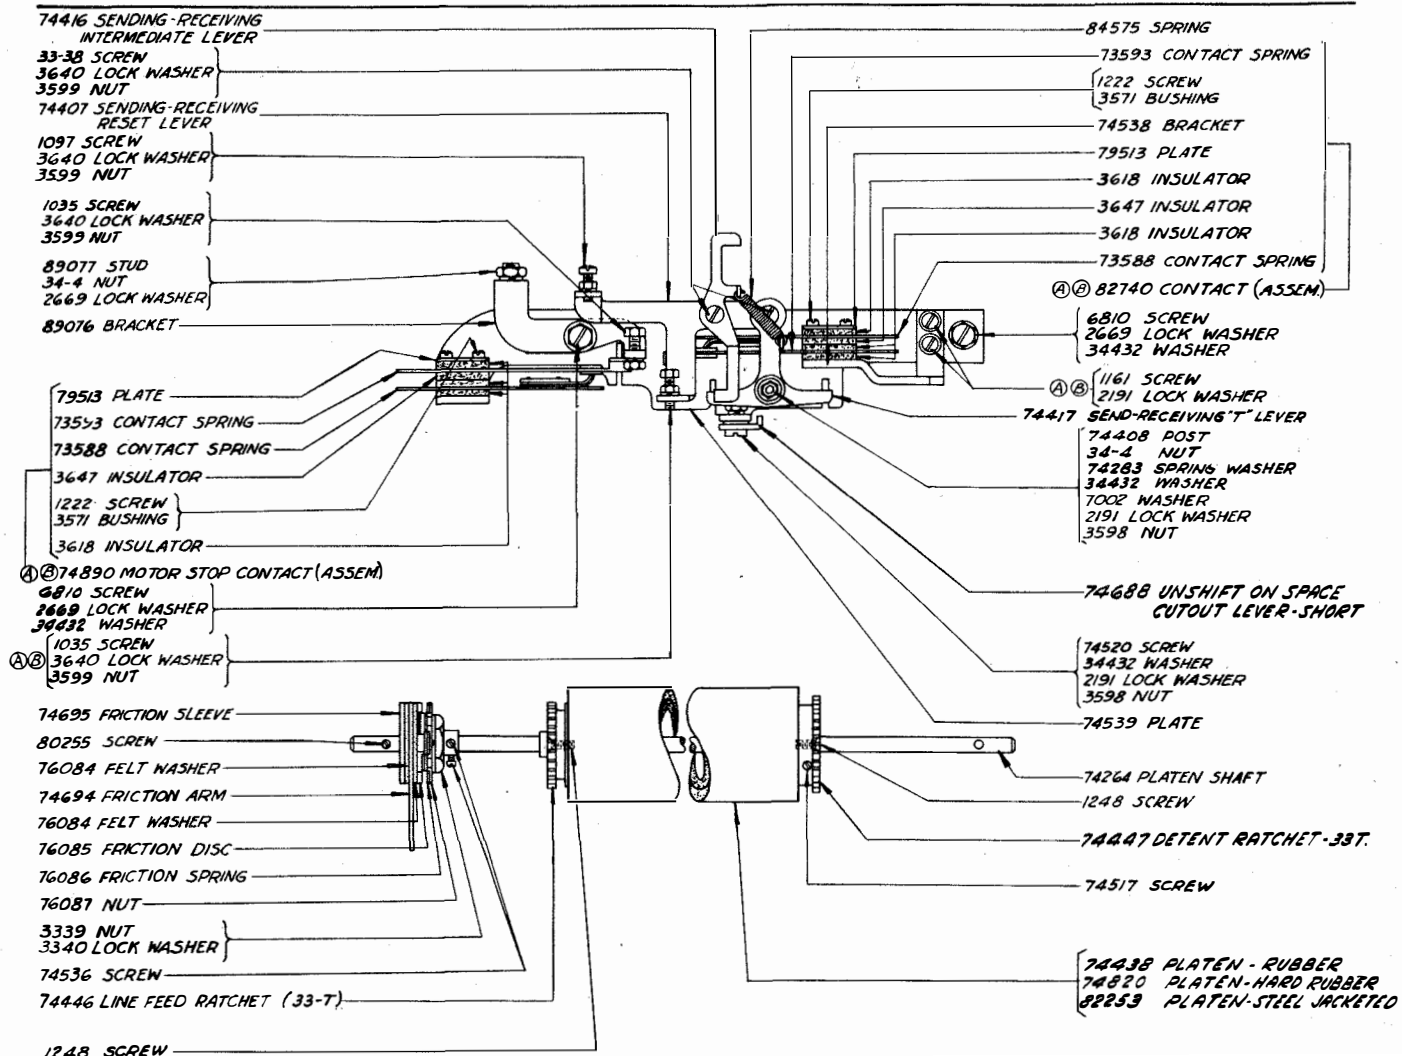 74416 SENDING-RECEIVING
INTERMEDIATE LEVER
33-38 SCREW
3640 LOCK WASHER
3599 NUT
74407 SENDING-RECEIVING
RESET LEVER
1097 SCREW
3640 LOCK WASHER
3599 NUT
1035 SCREW
3640 LOCK WASHER
3599 NUT
89077 STUD
34-4 NUT
2669 LOCK WASHER
89076 BRACKET
79513 PLATE
73593 CONTACT SPRING
73588 CONTACT SPRING
3647 INSULATOR
1222 SCREW
3571 BUSHING
3618 INSULATOR
Ⓐ Ⓑ 74890 MOTOR STOP CONTACT (ASSEM.)
6810 SCREW
2669 LOCK WASHER
34432 WASHER
Ⓐ Ⓑ 1035 SCREW
3640 LOCK WASHER
3599 NUT
74695 FRICTION SLEEVE
80255 SCREW
76084 FELT WASHER
74694 FRICTION ARM
76084 FELT WASHER
76085 FRICTION DISC
76086 FRICTION SPRING
76087 NUT
3339 NUT
3340 LOCK WASHER
74536 SCREW
74446 LINE FEED RATCHET (33-T)
1248 SCREW
84575 SPRING
73593 CONTACT SPRING
1222 SCREW
3571 BUSHING
74538 BRACKET
79513 PLATE
3618 INSULATOR
3647 INSULATOR
3618 INSULATOR
73588 CONTACT SPRING
Ⓐ Ⓑ 82740 CONTACT (ASSEM.)
6810 SCREW
2669 LOCK WASHER
34432 WASHER
Ⓐ Ⓑ 1161 SCREW
2191 LOCK WASHER
74417 SEND-RECEIVING "T" LEVER
74408 POST
34-4 NUT
74283 SPRING WASHER
34432 WASHER
7002 WASHER
2191 LOCK WASHER
3598 NUT
74688 UNSHIFT ON SPACE
CUTOUT LEVER-SHORT
74520 SCREW
34432 WASHER
2191 LOCK WASHER
3598 NUT
74539 PLATE
74264 PLATEN SHAFT
1248 SCREW
74447 DETENT RATCHET-33T.
74517 SCREW
74438 PLATEN - RUBBER
74820 PLATEN-HARD RUBBER
82253 PLATEN-STEEL JACKETED